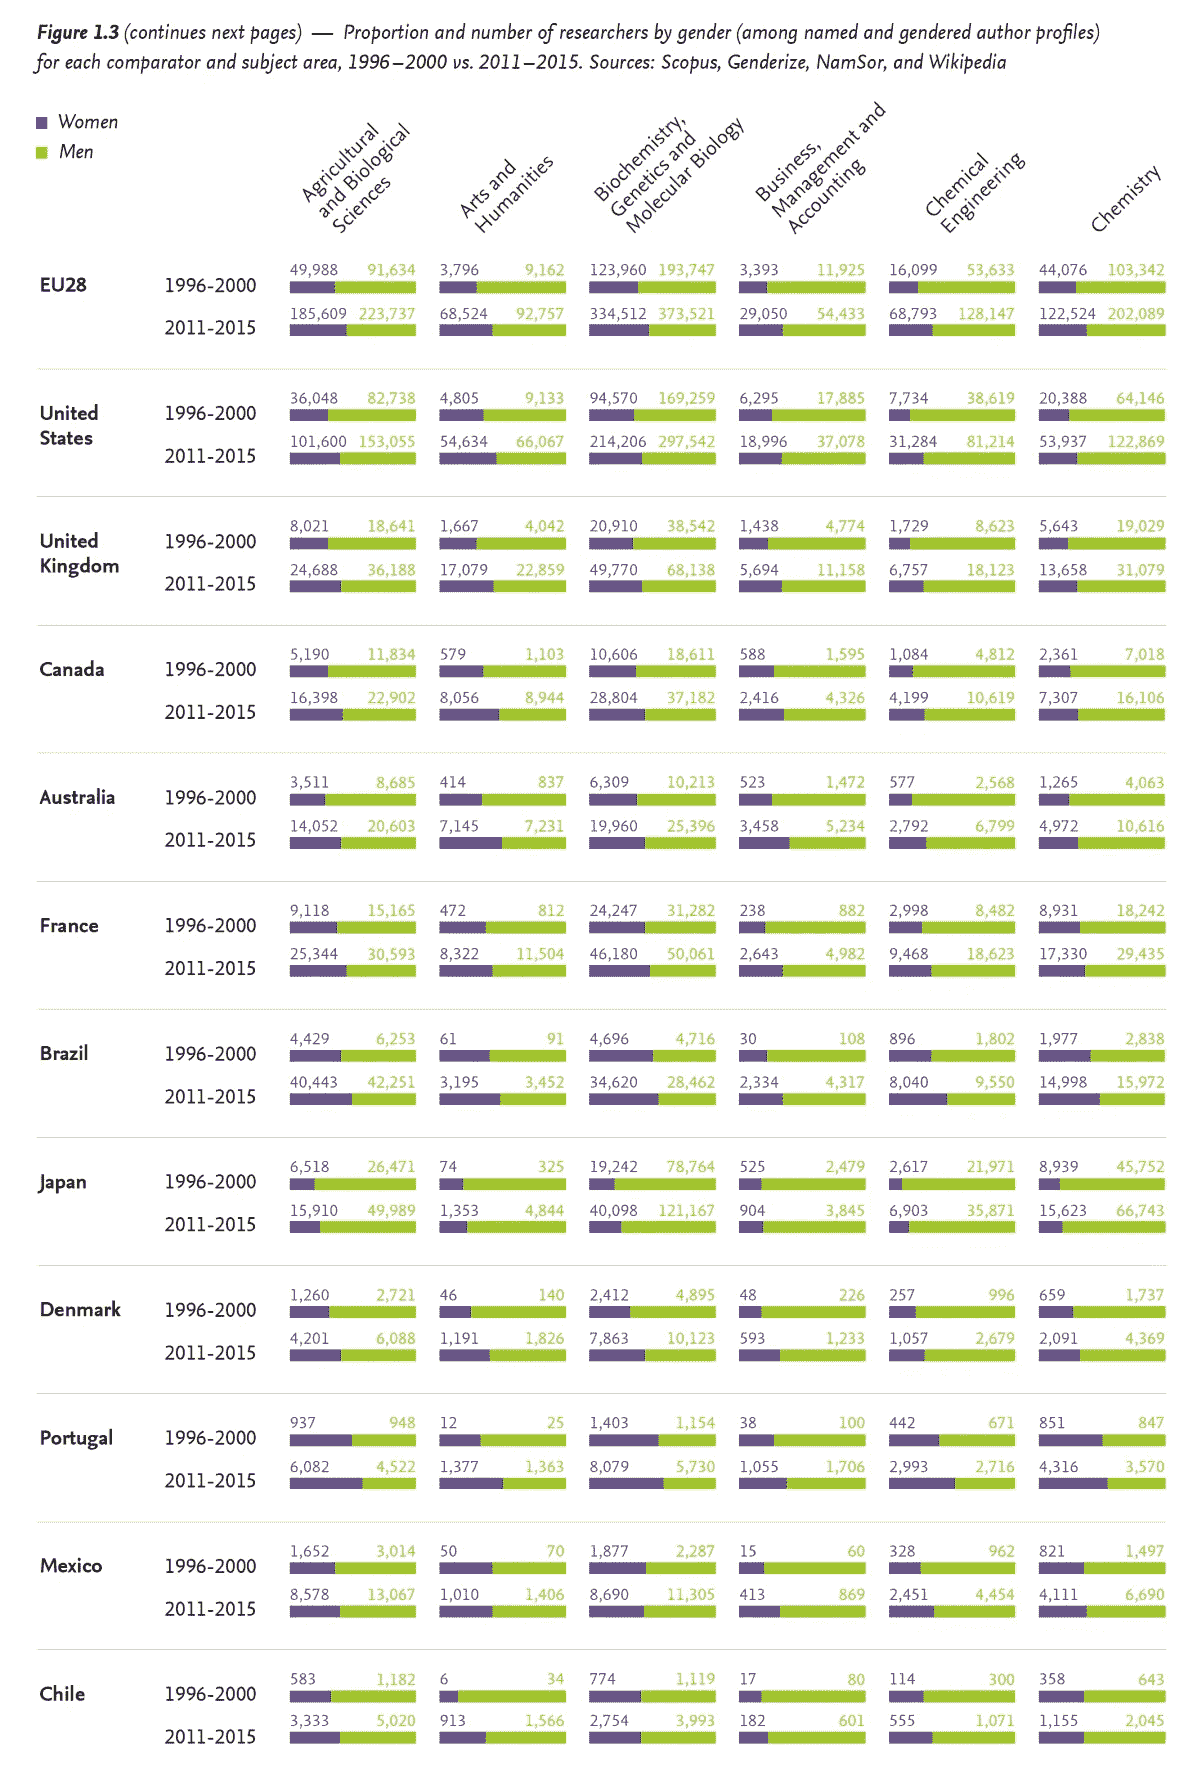 Figure 1.3 (continues next pages) — Proportion and number of researchers by gender (among named and gendered author profiles)
for each comparator and subject area, 1996–2000 vs. 2011–2015. Sources: Scopus, Genderize, NamSor, and Wikipedia
Women
Men
Agricultural
and Biological
Sciences
Arts and
Humanities
Biochemistry,
Genetics and
Molecular Biology
Business,
Management and
Accounting
Chemical
Engineering
Chemistry
49,988 91,634 3,796 9,162 123,960 193,747 3,393 11,925 16,099 53,633 44,076 103,342
EU28 1996-2000
185,609 223,737 68,524 92,757 334,512 373,521 29,050 54,433 68,793 128,147 122,524 202,089
2011-2015
36,048 82,738 4,805 9,133 94,570 169,259 6,295 17,885 7,734 38,619 20,388 64,146
United States 1996-2000
101,600 153,055 54,634 66,067 214,206 297,542 18,996 37,078 31,284 81,214 53,937 122,869
2011-2015
8,021 18,641 1,667 4,042 20,910 38,542 1,438 4,774 1,729 8,623 5,643 19,029
United Kingdom 1996-2000
24,688 36,188 17,079 22,859 49,770 68,138 5,694 11,158 6,757 18,123 13,658 31,079
2011-2015
5,190 11,834 579 1,103 10,606 18,611 588 1,595 1,084 4,812 2,361 7,018
Canada 1996-2000
16,398 22,902 8,056 8,944 28,804 37,182 2,416 4,326 4,199 10,619 7,307 16,106
2011-2015
3,511 8,685 414 837 6,309 10,213 523 1,472 577 2,568 1,265 4,063
Australia 1996-2000
14,052 20,603 7,145 7,231 19,960 25,396 3,458 5,234 2,792 6,799 4,972 10,616
2011-2015
9,118 15,165 472 812 24,247 31,282 238 882 2,998 8,482 8,931 18,242
France 1996-2000
25,344 30,593 8,322 11,504 46,180 50,061 2,643 4,982 9,468 18,623 17,330 29,435
2011-2015
4,429 6,253 61 91 4,696 4,716 30 108 896 1,802 1,977 2,838
Brazil 1996-2000
40,443 42,251 3,195 3,452 34,620 28,462 2,334 4,317 8,040 9,550 14,998 15,972
2011-2015
6,518 26,471 74 325 19,242 78,764 525 2,479 2,617 21,971 8,939 45,752
Japan 1996-2000
15,910 49,989 1,353 4,844 40,098 121,167 904 3,845 6,903 35,871 15,623 66,743
2011-2015
1,260 2,721 46 140 2,412 4,895 48 226 257 996 659 1,737
Denmark 1996-2000
4,201 6,088 1,191 1,826 7,863 10,123 593 1,233 1,057 2,679 2,091 4,369
2011-2015
937 948 12 25 1,403 1,154 38 100 442 671 851 847
Portugal 1996-2000
6,082 4,522 1,377 1,363 8,079 5,730 1,055 1,706 2,993 2,716 4,316 3,570
2011-2015
1,652 3,014 50 70 1,877 2,287 15 60 328 962 821 1,497
Mexico 1996-2000
8,578 13,067 1,010 1,406 8,690 11,305 413 869 2,451 4,454 4,111 6,690
2011-2015
583 1,182 6 34 774 1,119 17 80 114 300 358 643
Chile 1996-2000
3,333 5,020 913 1,566 2,754 3,993 182 601 555 1,071 1,155 2,045
2011-2015